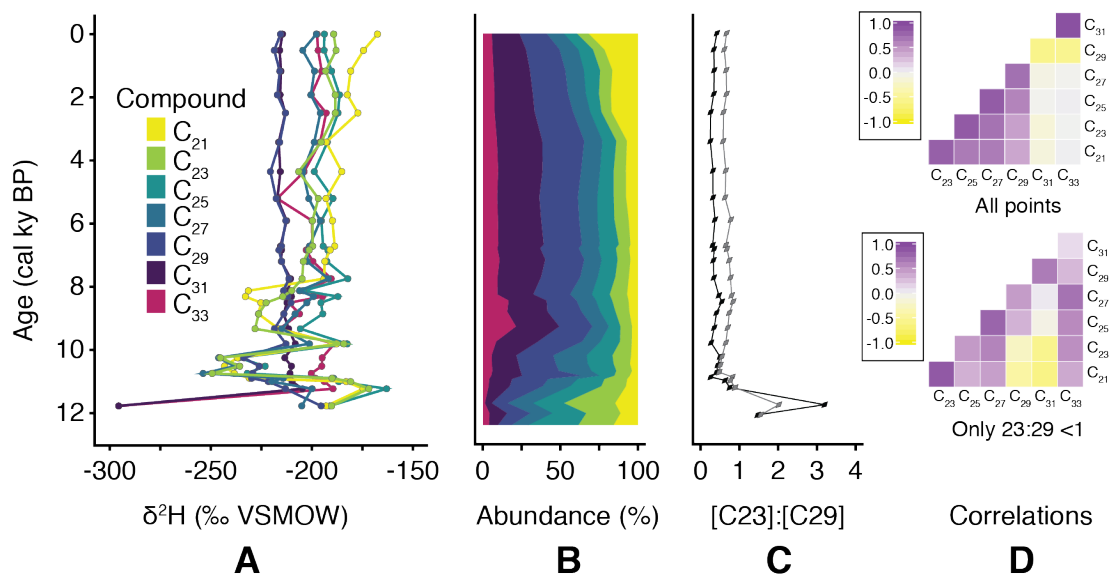 0
2
4
6
8
10
12
Age (cal ky BP)
Compound
C21
C23
C25
C27
C29
C31
C33
-300 -250 -200 -150
δ²H (‰ VSMOW)
A
0 50 100
Abundance (%)
B
0 1 2 3 4
[C23]:[C29]
C
1.0
0.5
0.0
-0.5
-1.0
C31
C29
C27
C25
C23
C21
C23 C25 C27 C29 C31 C33
All points
1.0
0.5
0.0
-0.5
-1.0
C31
C29
C27
C25
C23
C21
C23 C25 C27 C29 C31 C33
Only 23:29 <1
Correlations
D